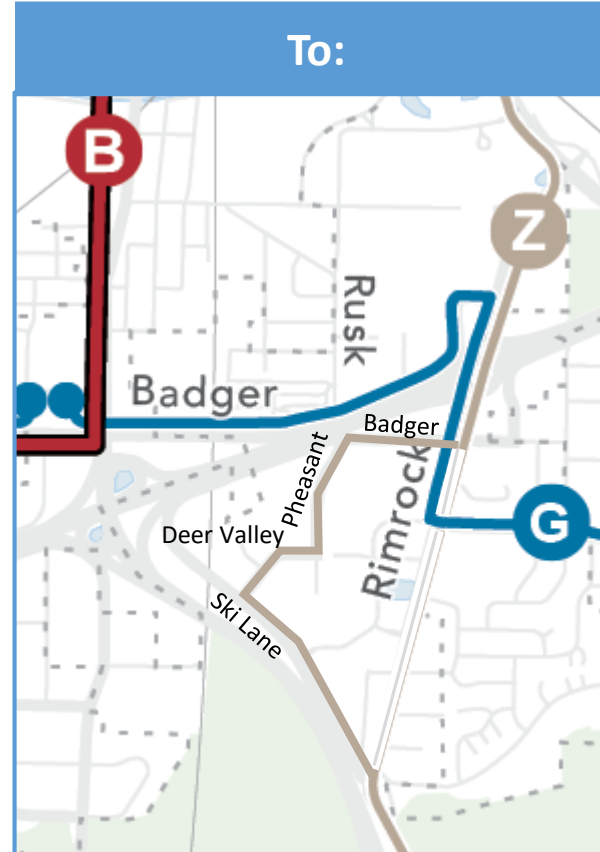 To:
B
Z
Rusk
Badger
Badger
Pheasant
Rimrock
G
Deer Valley
Ski Lane